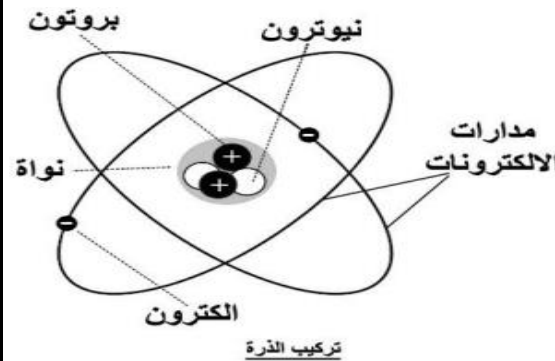 بروتون
نيوترون
مدارات
الالكترونات
نواة
الكترون
تركيب الذرة